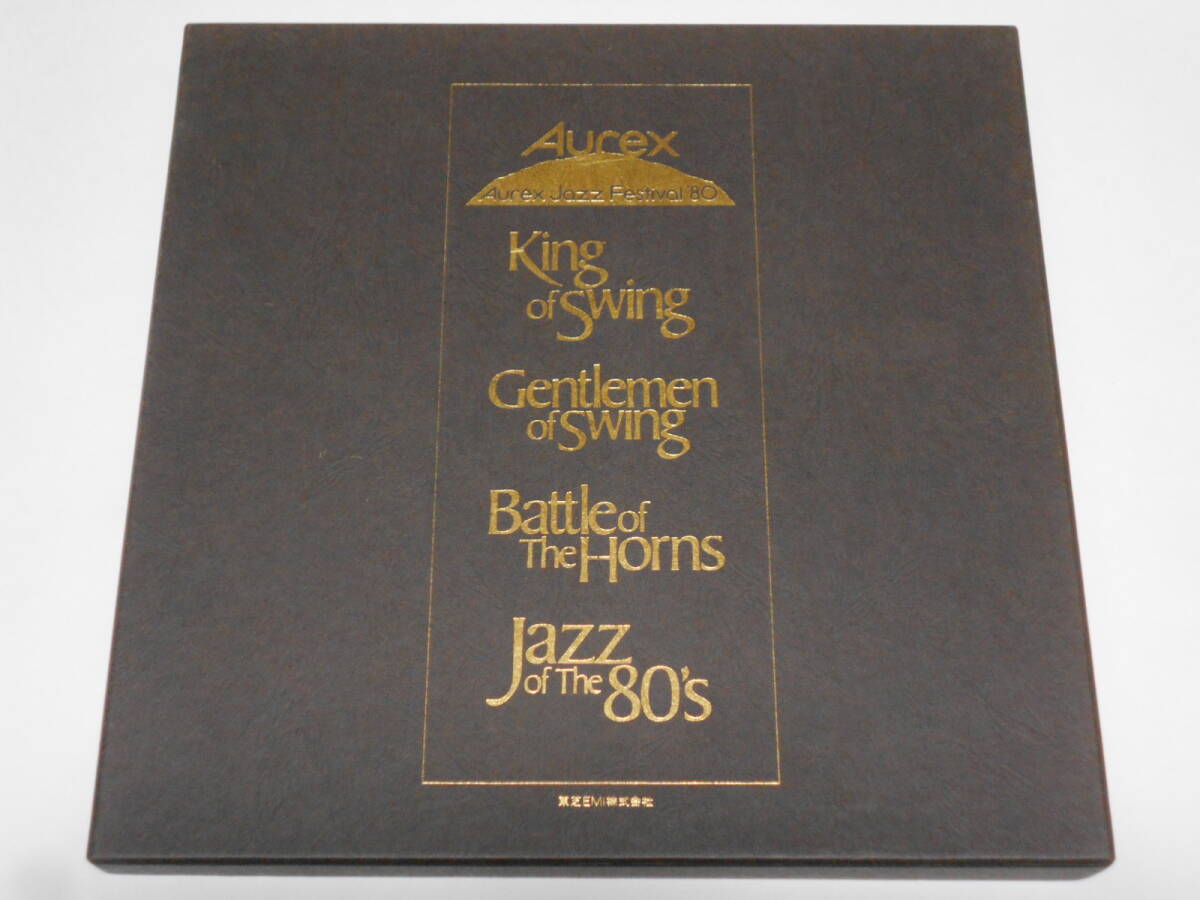 Aurex
Aurex Jazz Festival '80
King
of Swing
Gentlemen
of Swing
Battle of
The Horns
Jazz
of The 80's
東芝EMI株式会社